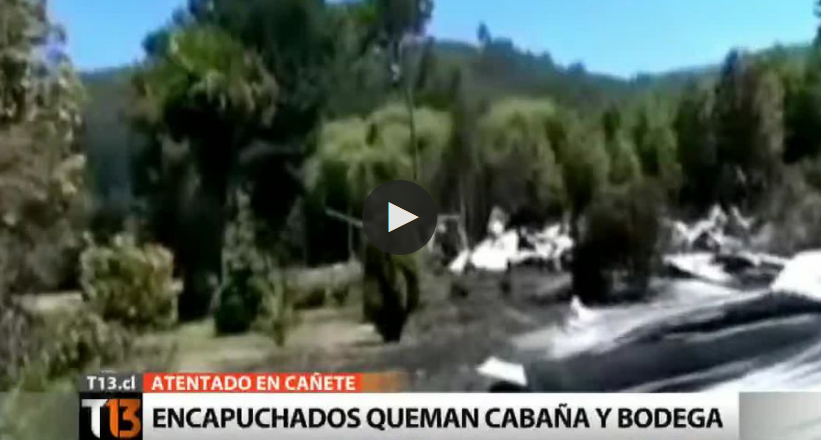 T13.cl ATENTADO EN CAÑETE
T13 ENCAPUCHADOS QUEMAN CABAÑA Y BODEGA